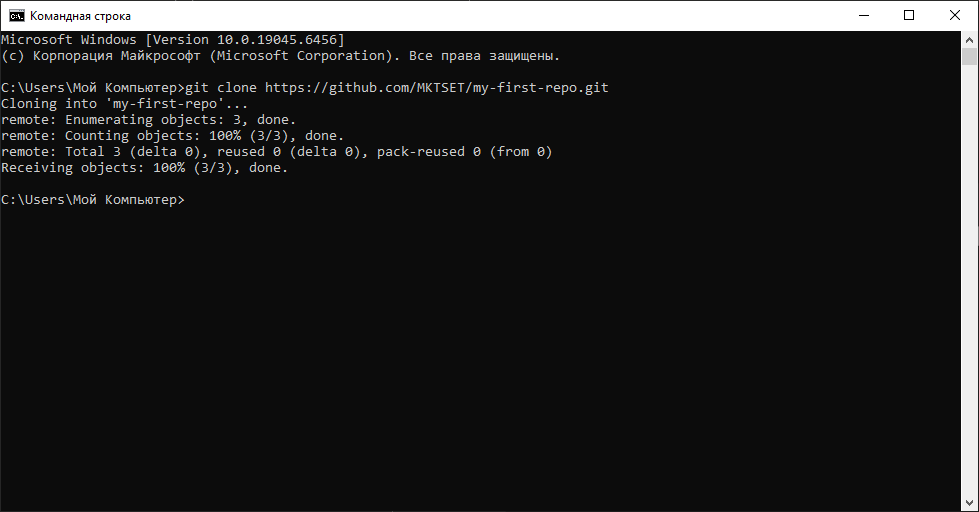 Командная строка
Microsoft Windows [Version 10.0.19045.6456]
(c) Корпорация Майкрософт (Microsoft Corporation). Все права защищены.
C:\Users\Мой Компьютер>git clone https://github.com/MKTSET/my-first-repo.git
Cloning into 'my-first-repo'...
remote: Enumerating objects: 3, done.
remote: Counting objects: 100% (3/3), done.
remote: Total 3 (delta 0), reused 0 (delta 0), pack-reused 0 (from 0)
Receiving objects: 100% (3/3), done.
C:\Users\Мой Компьютер>